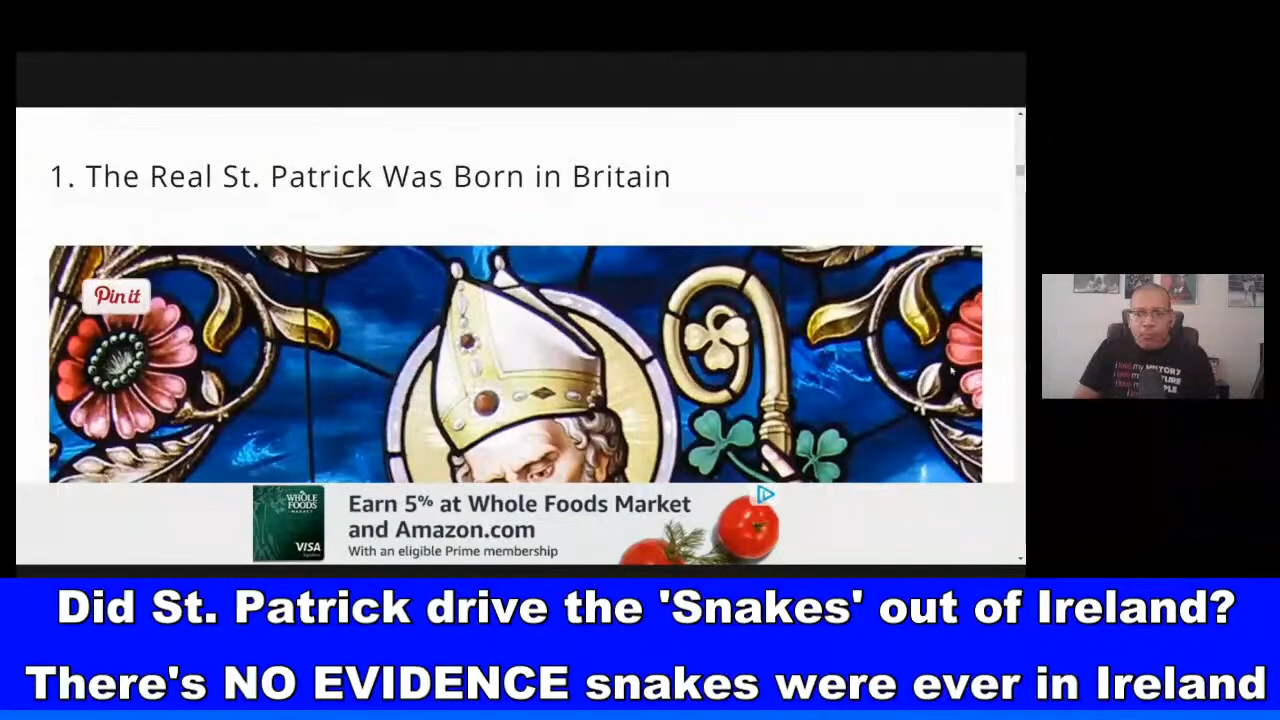 1. The Real St. Patrick Was Born in Britain
Pin it
WHOLE
FOODS
MARKET
VISA
Earn 5% at Whole Foods Market
and Amazon.com
With an eligible Prime membership
Did St. Patrick drive the 'Snakes' out of Ireland?
There's NO EVIDENCE snakes were ever in Ireland